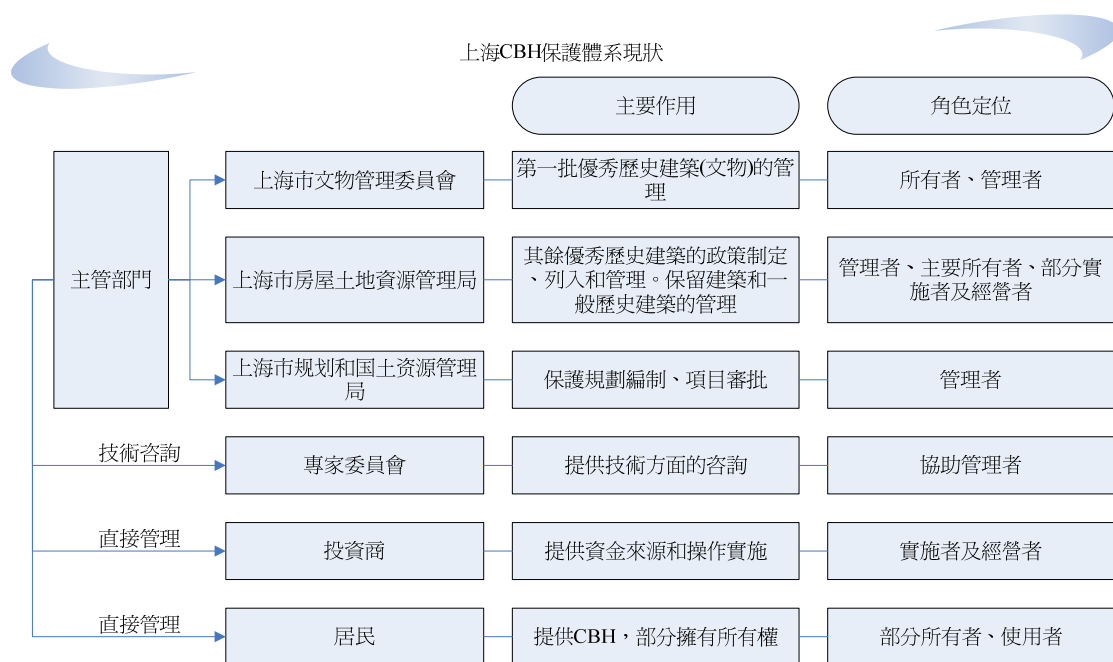 上海CBH保護體系現狀
主要作用
角色定位
主管部門
上海市文物管理委員會
第一批優秀歷史建築(文物)的管
理
所有者、管理者
上海市房屋土地資源管理局
其餘優秀歷史建築的政策制定
、列入和管理。保留建築和一
般歷史建築的管理
管理者、主要所有者、部分實
施者及經營者
上海市规划和国土资源管理
局
保護規劃編制、項目審批
管理者
技術咨詢
專家委員會
提供技術方面的咨詢
協助管理者
直接管理
投資商
提供資金來源和操作實施
實施者及經營者
直接管理
居民
提供CBH，部分擁有所有權
部分所有者、使用者